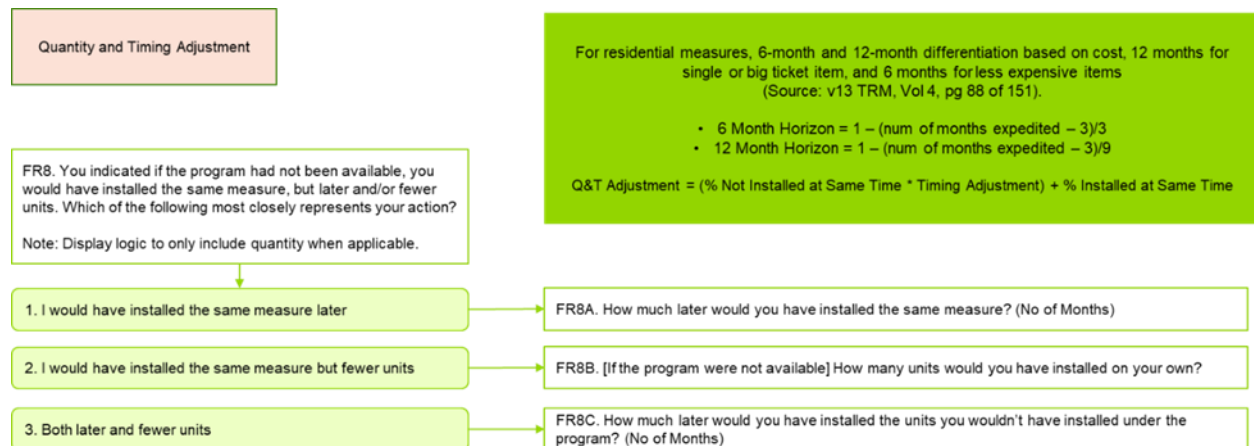 Quantity and Timing Adjustment
For residential measures, 6-month and 12-month differentiation based on cost, 12 months for
single or big ticket item, and 6 months for less expensive items
(Source: v13 TRM, Vol 4, pg 88 of 151).
• 6 Month Horizon = 1 – (num of months expedited – 3)/3
• 12 Month Horizon = 1 – (num of months expedited – 3)/9
Q&T Adjustment = (% Not Installed at Same Time * Timing Adjustment) + % Installed at Same Time
FR8. You indicated if the program had not been available, you
would have installed the same measure, but later and/or fewer
units. Which of the following most closely represents your action?
Note: Display logic to only include quantity when applicable.
1. I would have installed the same measure later
FR8A. How much later would you have installed the same measure? (No of Months)
2. I would have installed the same measure but fewer units
FR8B. [If the program were not available] How many units would you have installed on your own?
3. Both later and fewer units
FR8C. How much later would you have installed the units you wouldn't have installed under the
program? (No of Months)